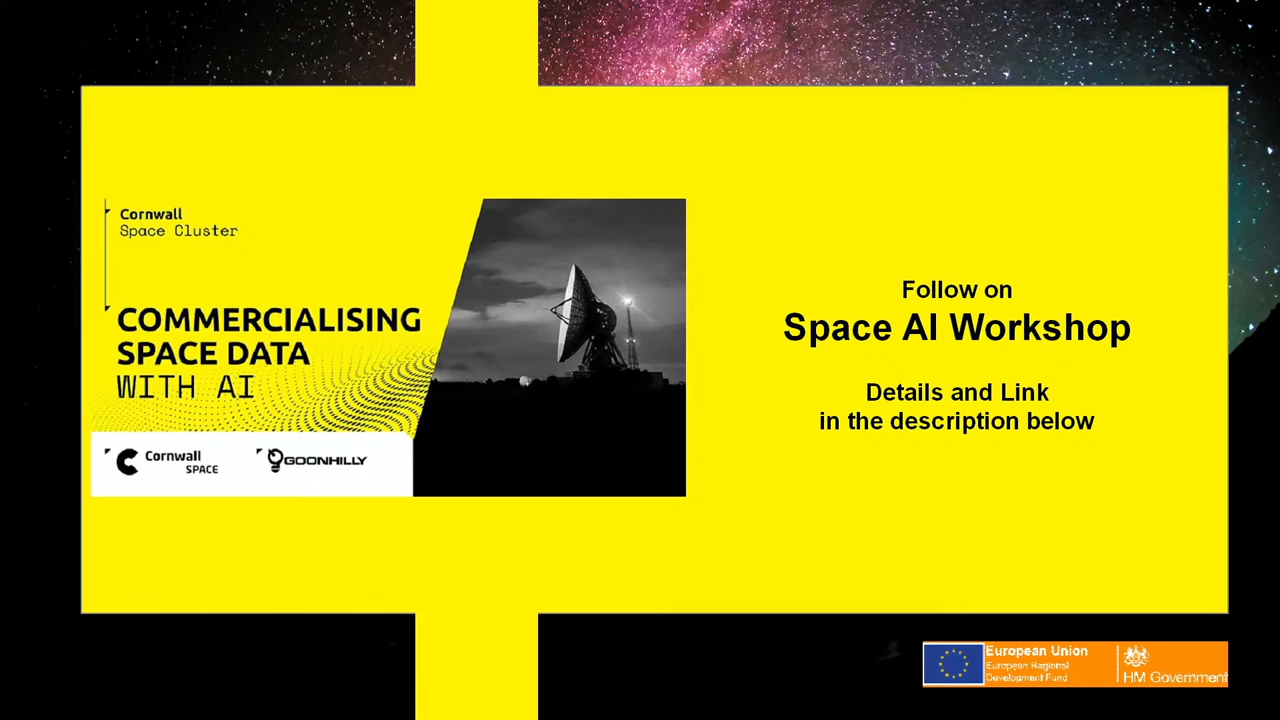 Cornwall
Space Cluster
COMMERCIALISING
SPACE DATA
WITH AI
Cornwall
SPACE
GOONHILLY
Follow on
Space AI Workshop
Details and Link
in the description below
European Union
European Regional
Development Fund
HM Government